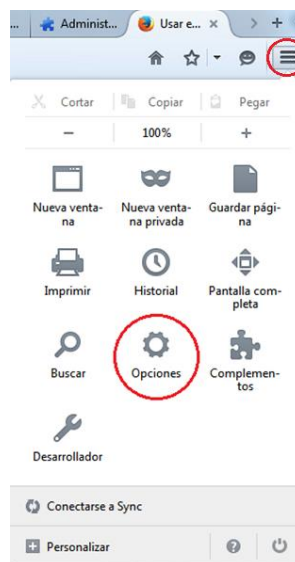 ... Administ... Usar e...
Cortar Copiar Pegar
100%
Nueva venta-
na
Nueva venta-
na privada
Guardar pági-
na
Imprimir Historial Pantalla com-
pleta
Buscar Opciones Complemen-
tos
Desarrollador
Conectarse a Sync
Personalizar